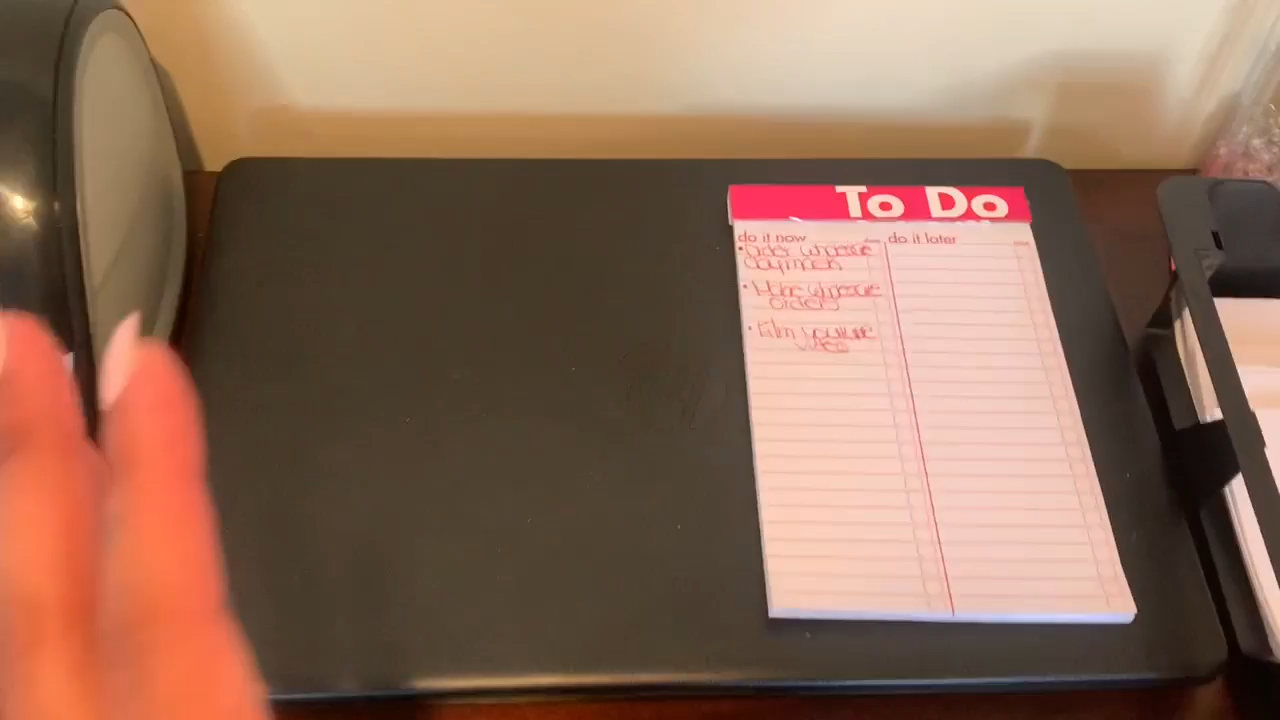 To Do
do it now
do it later
• Order wholesale
• Make wholesale
orders
• Film youtube
video